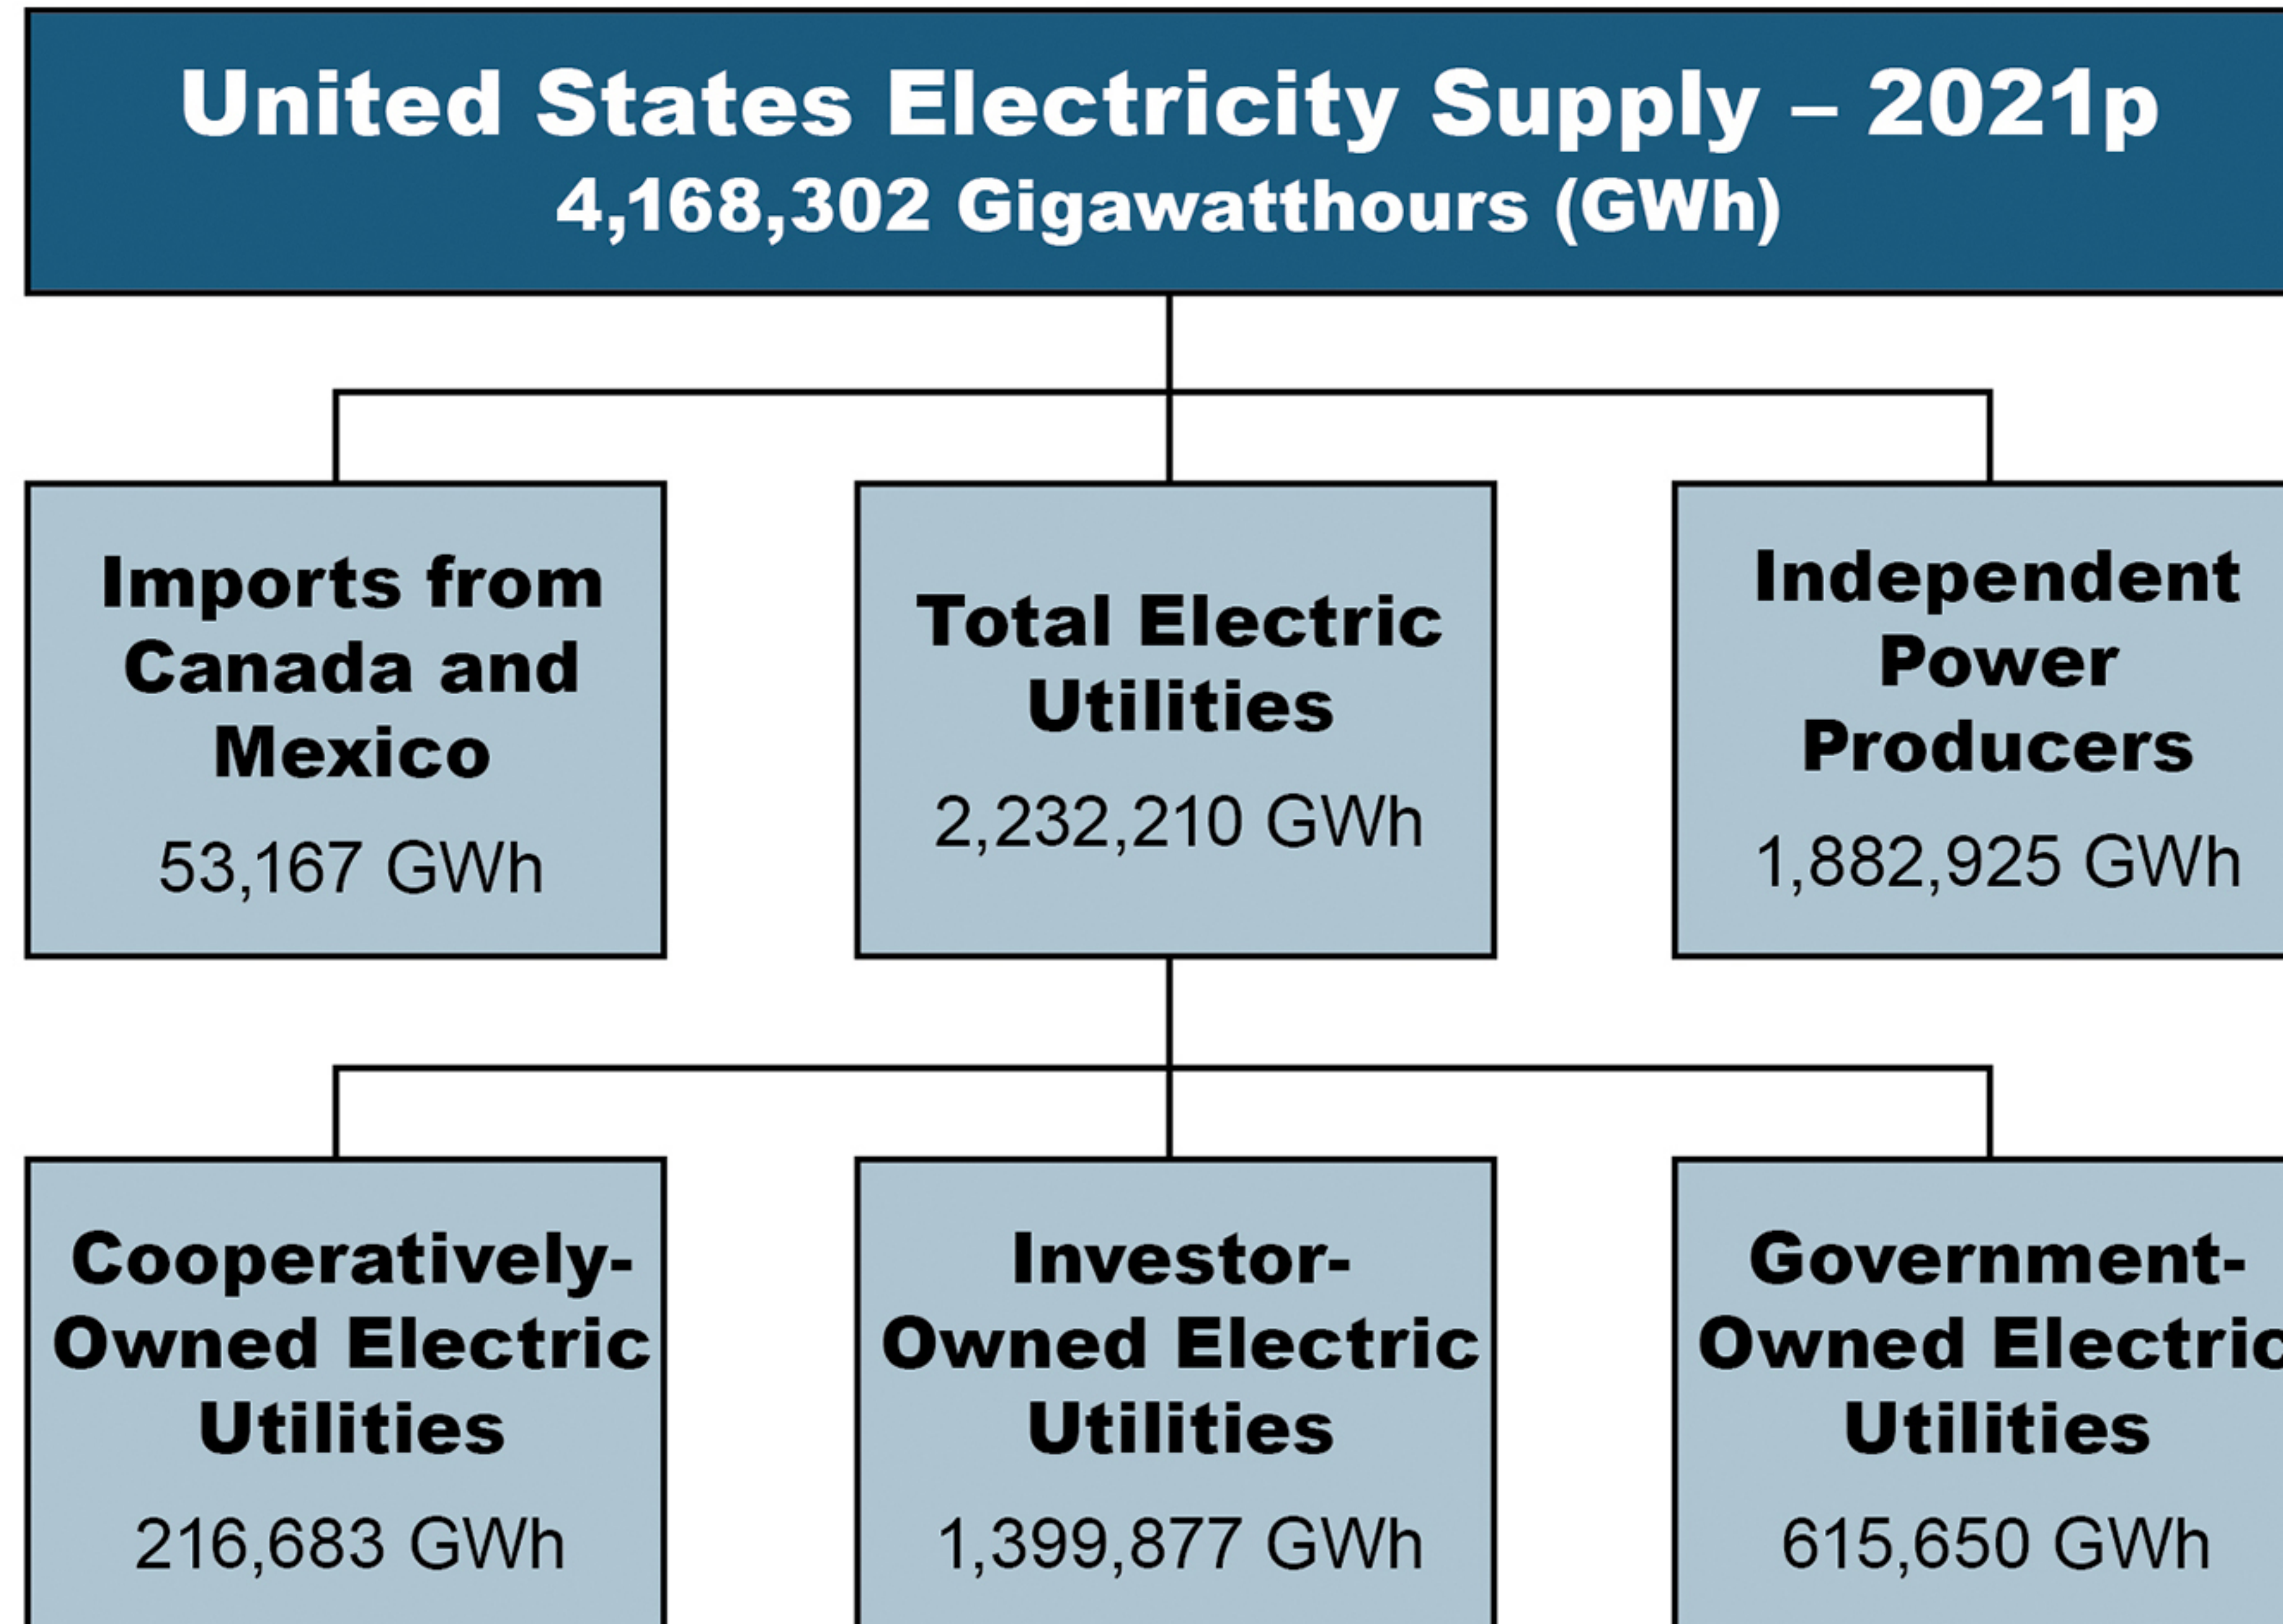 United States Electricity Supply – 2021p
4,168,302 Gigawatthours (GWh)
Imports from
Canada and
Mexico
53,167 GWh
Total Electric
Utilities
2,232,210 GWh
Independent
Power
Producers
1,882,925 GWh
Cooperatively-
Owned Electric
Utilities
216,683 GWh
Investor-
Owned Electric
Utilities
1,399,877 GWh
Government-
Owned Electric
Utilities
615,650 GWh